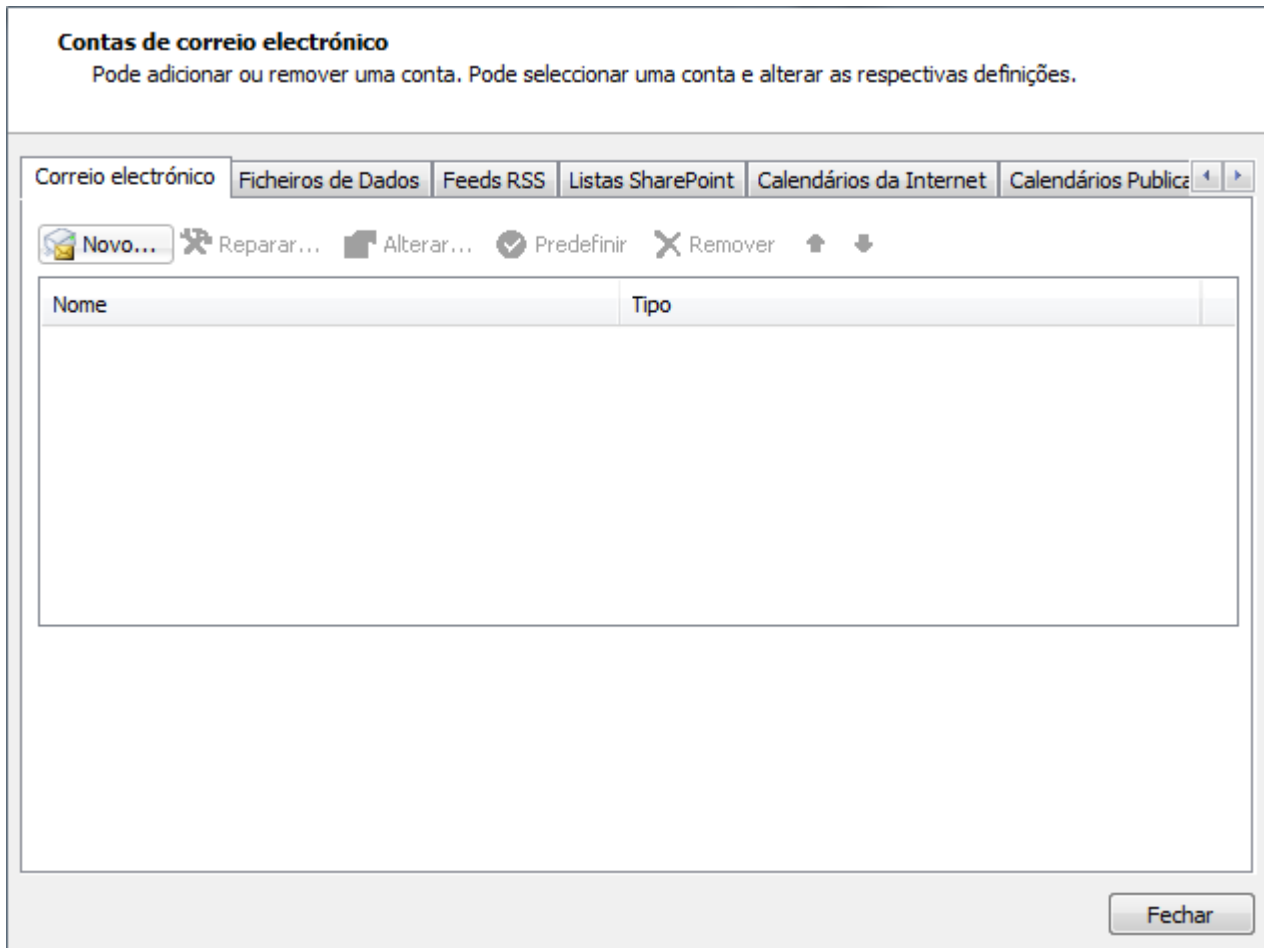 Contas de correio electrónico
Pode adicionar ou remover uma conta. Pode seleccionar uma conta e alterar as respectivas definições.
Correio electrónico Ficheiros de Dados Feeds RSS Listas SharePoint Calendários da Internet Calendários Publica
Novo... Reparar... Alterar... Predefinir Remover
Nome Tipo
Fechar